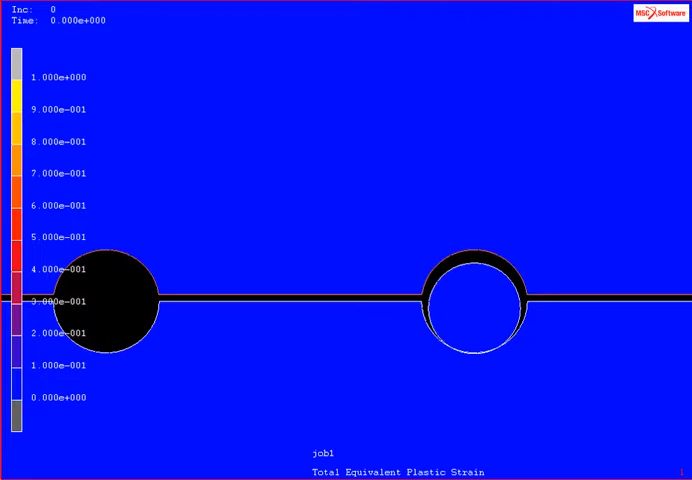 Inc: 0
Time: 0.000e+000
MSC Software
1.000e+000
9.000e-001
8.000e-001
7.000e-001
6.000e-001
5.000e-001
4.000e-001
3.000e-001
2.000e-001
1.000e-001
0.000e+000
job1
Total Equivalent Plastic Strain
1